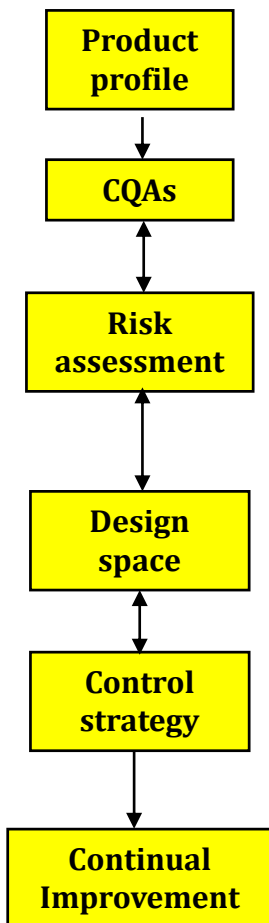 Product
profile
CQAs
Risk
assessment
Design
space
Control
strategy
Continual
Improvement